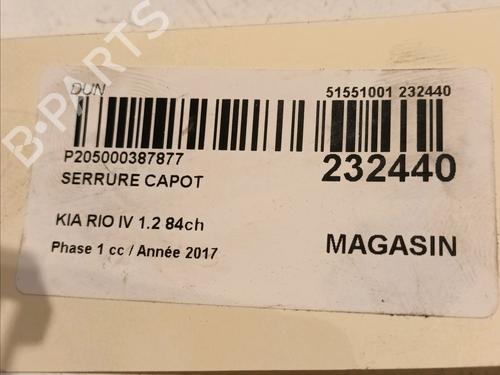 B-PARTS
DUN 51551001 232440
P205000387877 232440
SERRURE CAPOT
KIA RIO IV 1.2 84ch
Phase 1 cc / Année 2017 MAGASIN